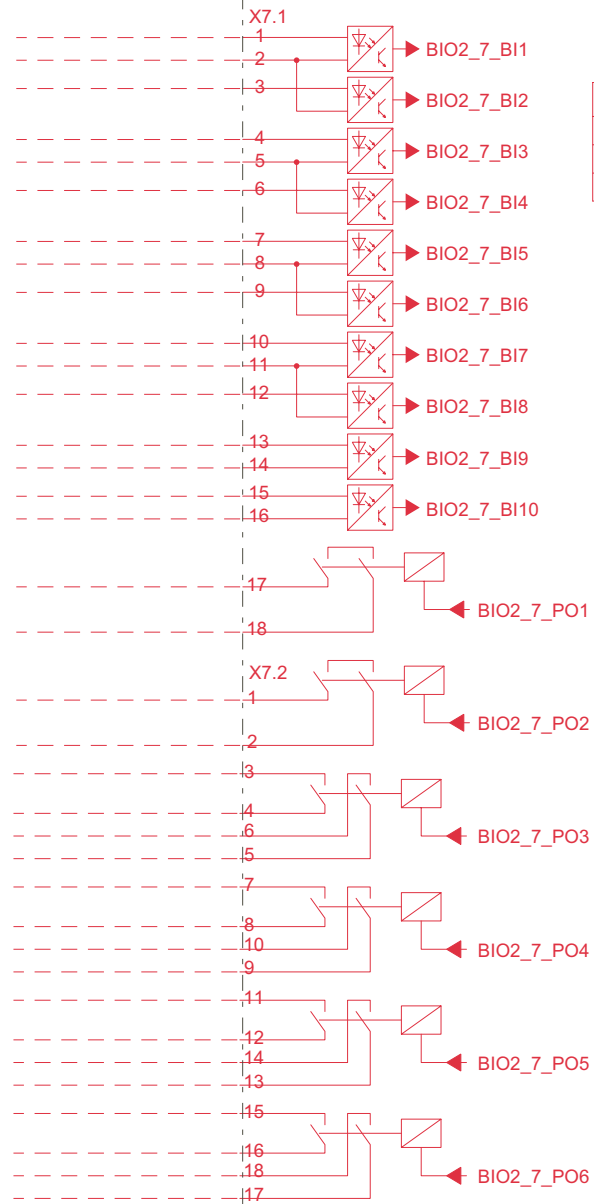 X7.1
1
2 BIO2_7_BI1
3
BIO2_7_BI2
4
5 BIO2_7_BI3
6
BIO2_7_BI4
7
8 BIO2_7_BI5
9
BIO2_7_BI6
10
11 BIO2_7_BI7
12
BIO2_7_BI8
13
14 BIO2_7_BI9
15
16 BIO2_7_BI10
17
BIO2_7_PO1
18
X7.2
1
BIO2_7_PO2
2
3
4
6 BIO2_7_PO3
5
7
8
10 BIO2_7_PO4
9
11
12
14 BIO2_7_PO5
13
15
16
18 BIO2_7_PO6
17